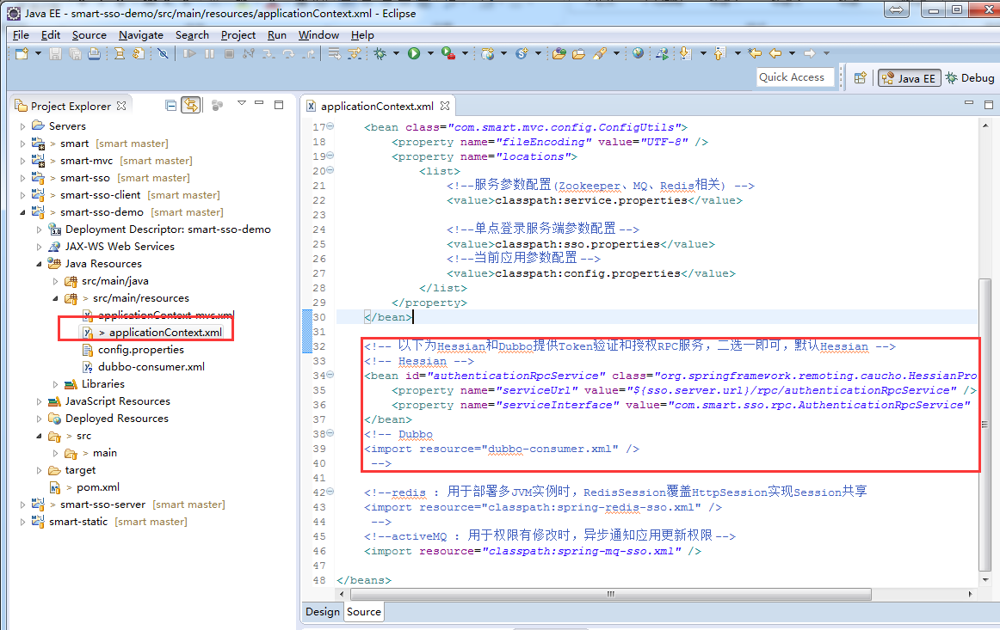 Java EE - smart-sso-demo/src/main/resources/applicationContext.xml - Eclipse
File Edit Source Navigate Search Project Run Window Help
Quick Access
Java EE
Debug
Project Explorer
Servers
> smart [smart master]
> smart-mvc [smart master]
> smart-sso [smart master]
> smart-sso-client [smart master]
> smart-sso-demo [smart master]
Deployment Descriptor: smart-sso-demo
JAX-WS Web Services
Java Resources
src/main/java
> src/main/resources
applicationContext-mvc.xml
> applicationContext.xml
config.properties
dubbo-consumer.xml
Libraries
JavaScript Resources
Deployed Resources
> src
> main
target
> pom.xml
> smart-sso-server [smart master]
smart-static [smart master]
applicationContext.xml
17 <bean class="com.smart.mvc.config.ConfigUtils">
18 <property name="fileEncoding" value="UTF-8" />
19 <property name="locations">
20 <list>
21 <!--服务参数配置(Zookeeper、MQ、Redis相关) -->
22 <value>classpath:service.properties</value>
23
24 <!--单点登录服务端参数配置-->
25 <value>classpath:sso.properties</value>
26 <!--当前应用参数配置-->
27 <value>classpath:config.properties</value>
28 </list>
29 </property>
30 </bean>
31
32 <!-- 以下为Hessian和Dubbo提供Token验证和授权RPC服务，二选一即可，默认Hessian -->
33 <!-- Hessian -->
34 <bean id="authenticationRpcService" class="org.springframework.remoting.caucho.HessianPro
35 <property name="serviceUrl" value="${sso.server.url}/rpc/authenticationRpcService" />
36 <property name="serviceInterface" value="com.smart.sso.rpc.AuthenticationRpcService"
37 </bean>
38 <!-- Dubbo
39 <import resource="dubbo-consumer.xml" />
40 -->
41
42 <!--redis : 用于部署多JVM实例时，RedisSession覆盖HttpSession实现Session共享
43 <import resource="classpath:spring-redis-sso.xml" />
44 -->
45 <!--activeMQ : 用于权限有修改时，异步通知应用更新权限-->
46 <import resource="classpath:spring-mq-sso.xml" />
47
48 </beans>
Design Source